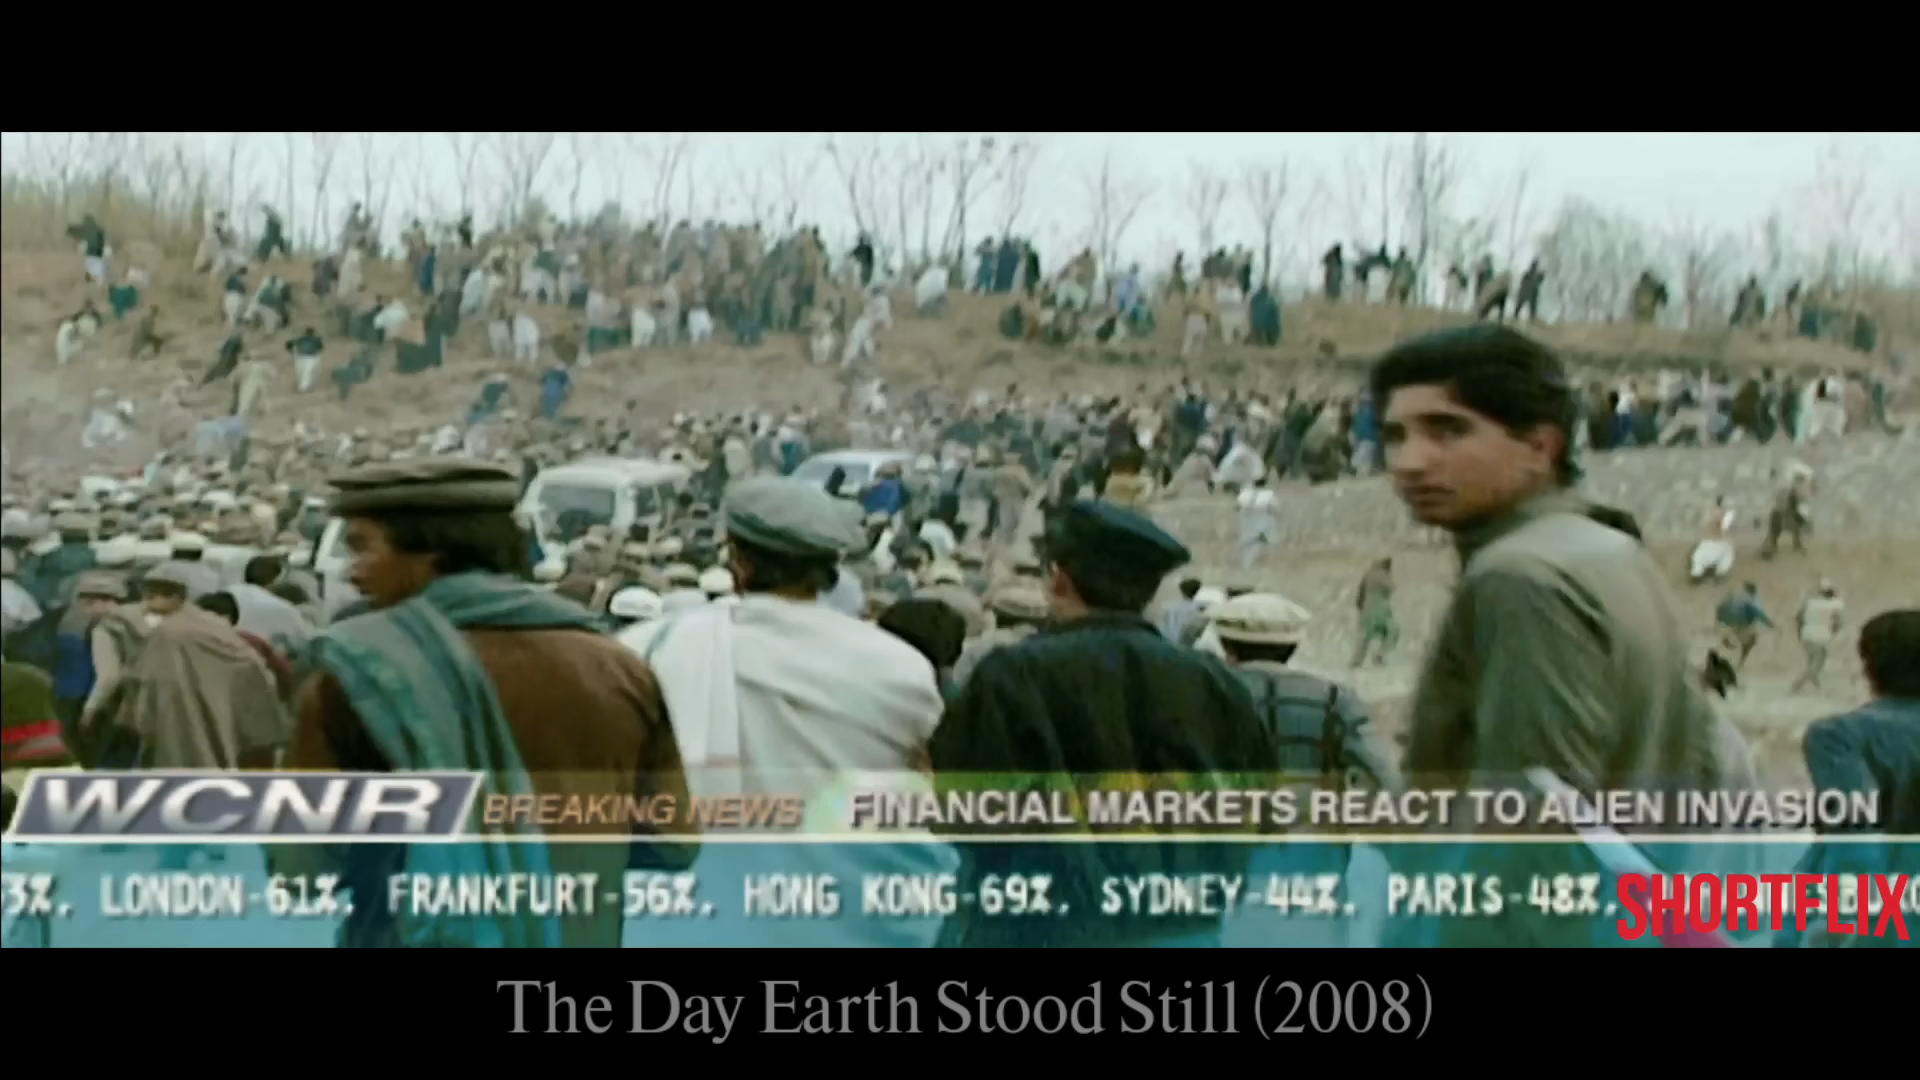 WCNR BREAKING NEWS FINANCIAL MARKETS REACT TO ALIEN INVASION
3%. LONDON-61%. FRANKFURT-56%. HONG KONG-69%. SYDNEY-44%. PARIS-48%.
SHORTFLIX
The Day Earth Stood Still (2008)